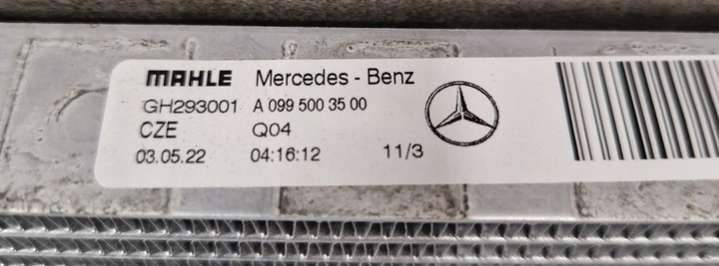 MAHLE Mercedes - Benz
GH293001 A 099 500 35 00
CZE Q04
03.05.22 04:16:12 11/3